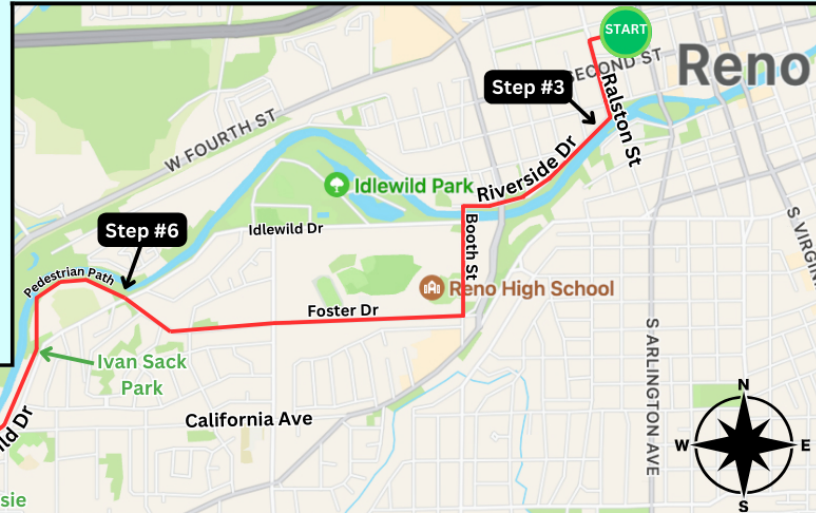 START
Reno
SECOND ST
Step #3
Ralston St
W FOURTH ST
Riverside Dr
Idlewild Park
Step #6
Idlewild Dr
Booth St
Pedestrian Path
Reno High School
Foster Dr
S VIRGIN
Ivan Sack
Park
S ARLINGTON AVE
California Ave
ild Dr
N
W
E
S
sie